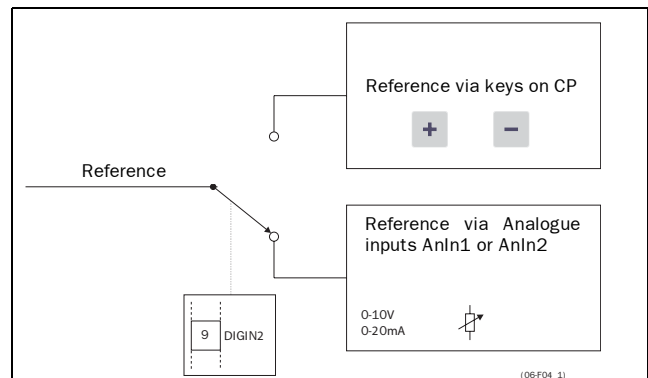 Reference via keys on CP
+ −
Reference
Reference via Analogue
inputs AnIn1 or AnIn2
0-10V
0-20mA
9 DIGIN2
(06-F04_1)